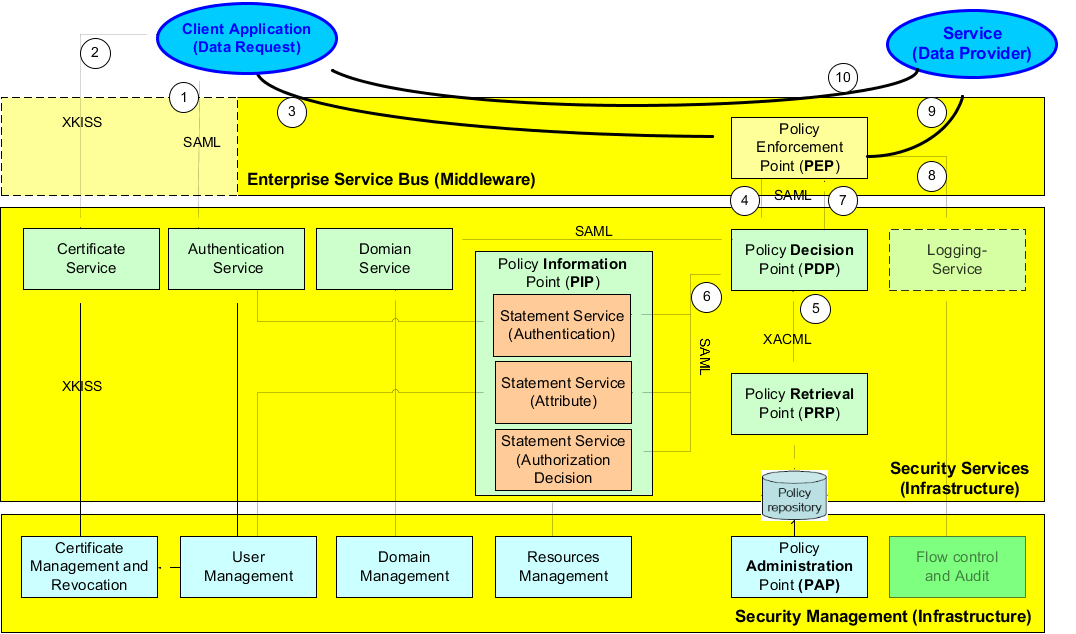 Client Application
(Data Request)
Service
(Data Provider)
2
10
1
3
9
XKISS
SAML
Policy
Enforcement
Point (PEP)
Enterprise Service Bus (Middleware)
8
4
SAML
7
SAML
Certificate
Service
Authentication
Service
Domian
Service
Policy Information
Point (PIP)
Policy Decision
Point (PDP)
Logging-
Service
6
5
Statement Service
(Authentication)
XACML
SAML
XKISS
Statement Service
(Attribute)
Policy Retrieval
Point (PRP)
Statement Service
(Authorization
Decision
Security Services
(Infrastructure)
Policy
repository
Certificate
Management and
Revocation
User
Management
Domain
Management
Resources
Management
Policy
Administration
Point (PAP)
Flow control
and Audit
Security Management (Infrastructure)